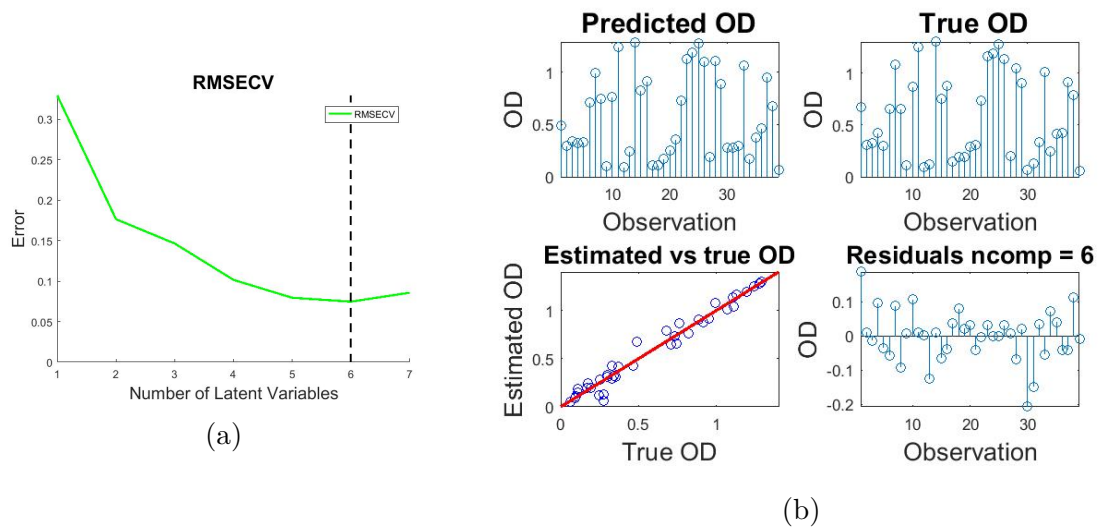 RMSECV
RMSECV
Error
0.3
0.25
0.2
0.15
0.1
0.05
0
1 2 3 4 5 6 7
Number of Latent Variables
(a)
Predicted OD
OD
1
0.5
0
10 20 30
Observation
True OD
OD
1
0.5
0
10 20 30
Observation
Estimated vs true OD
Estimated OD
1
0.5
0
0 0.5 1
True OD
Residuals ncomp = 6
OD
0.1
0
-0.1
-0.2
10 20 30
Observation
(b)